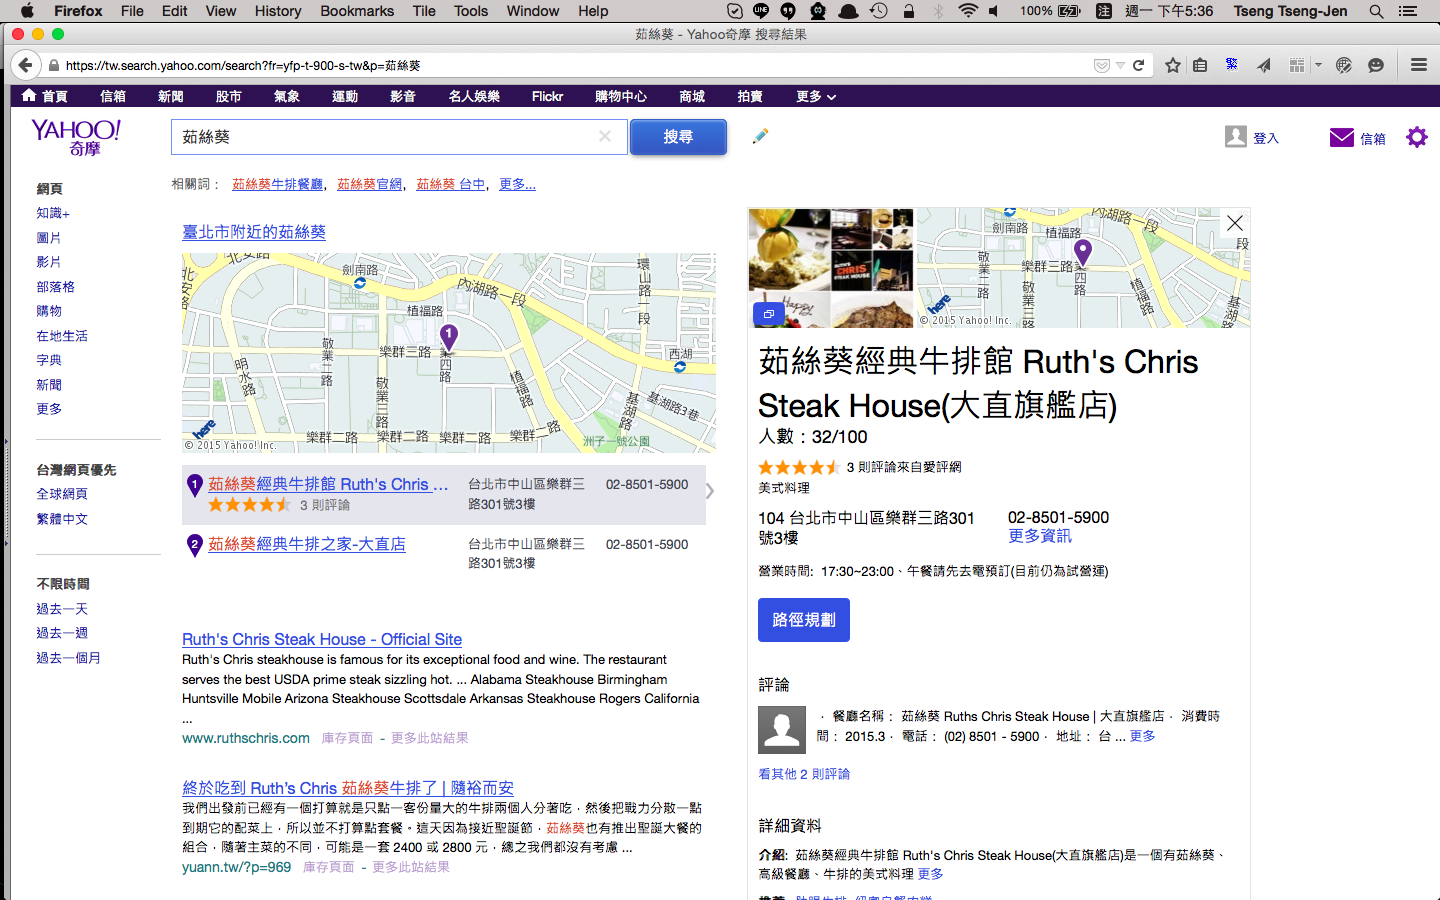 Firefox File Edit View History Bookmarks Tile Tools Window Help 100% 注 週一 下午5:36 Tseng Tseng-Jen
茹絲葵 - Yahoo奇摩 搜尋結果
https://tw.search.yahoo.com/search?fr=yfp-t-900-s-tw&p=茹絲葵 繁
首頁 信箱 新聞 股市 氣象 運動 影音 名人娛樂 Flickr 購物中心 商城 拍賣 更多
YAHOO! 奇摩
茹絲葵 搜尋
登入 信箱
相關詞： 茹絲葵牛排餐廳, 茹絲葵官網, 茹絲葵 台中, 更多...
網頁
知識+
圖片
影片
部落格
購物
在地生活
字典
新聞
更多
台灣網頁優先
全球網頁
繁體中文
不限時間
過去一天
過去一週
過去一個月
臺北市附近的茹絲葵
北安路
劍南路
內湖路一段
環山路一段
植福路
敬業二路
樂群三路
樂群四路
西湖
明水路
敬業三路
植福路
基湖路
基湖路3巷
樂群二路 樂群二路 樂群二路 樂群二路
洲子一號公園
here
© 2015 Yahoo! Inc.
1
1 茹絲葵經典牛排館 Ruth's Chris ... 台北市中山區樂群三路301號3樓 02-8501-5900
3 則評論
2 茹絲葵經典牛排之家-大直店 台北市中山區樂群三路301號3樓 02-8501-5900
Ruth's Chris Steak House - Official Site
Ruth's Chris steakhouse is famous for its exceptional food and wine. The restaurant
serves the best USDA prime steak sizzling hot. ... Alabama Steakhouse Birmingham
Huntsville Mobile Arizona Steakhouse Scottsdale Arkansas Steakhouse Rogers California
...
www.ruthschris.com 庫存頁面 - 更多此站結果
終於吃到 Ruth’s Chris 茹絲葵牛排了 | 隨裕而安
我們出發前已經有一個打算就是只點一客份量大的牛排兩個人分著吃，然後把戰力分散一點
到期它的配菜上，所以並不打算點套餐。這天因為接近聖誕節，茹絲葵也有推出聖誕大餐的
組合，隨著主菜的不同，可能是一套 2400 或 2800 元，總之我們都沒有考慮 ...
yuann.tw/?p=969 庫存頁面 - 更多此站結果
RUTH'S
CHRIS
STEAK HOUSE
Happy
劍南路
植福路
內湖路一段
敬業二路
樂群三路
敬業三路
樂群四路
植福路
基湖路
here
© 2015 Yahoo! Inc.
茹絲葵經典牛排館 Ruth's Chris
Steak House(大直旗艦店)
人數：32/100
3 則評論來自愛評網
美式料理
104 台北市中山區樂群三路301 02-8501-5900
號3樓 更多資訊
營業時間: 17:30~23:00、午餐請先去電預訂(目前仍為試營運)
路徑規劃
評論
． 餐廳名稱： 茹絲葵 Ruths Chris Steak House | 大直旗艦店． 消費時
間： 2015.3． 電話： (02) 8501 - 5900． 地址： 台 ... 更多
看其他 2 則評論
詳細資料
介紹: 茹絲葵經典牛排館 Ruth's Chris Steak House(大直旗艦店)是一個有茹絲葵、
高級餐廳、牛排的美式料理 更多